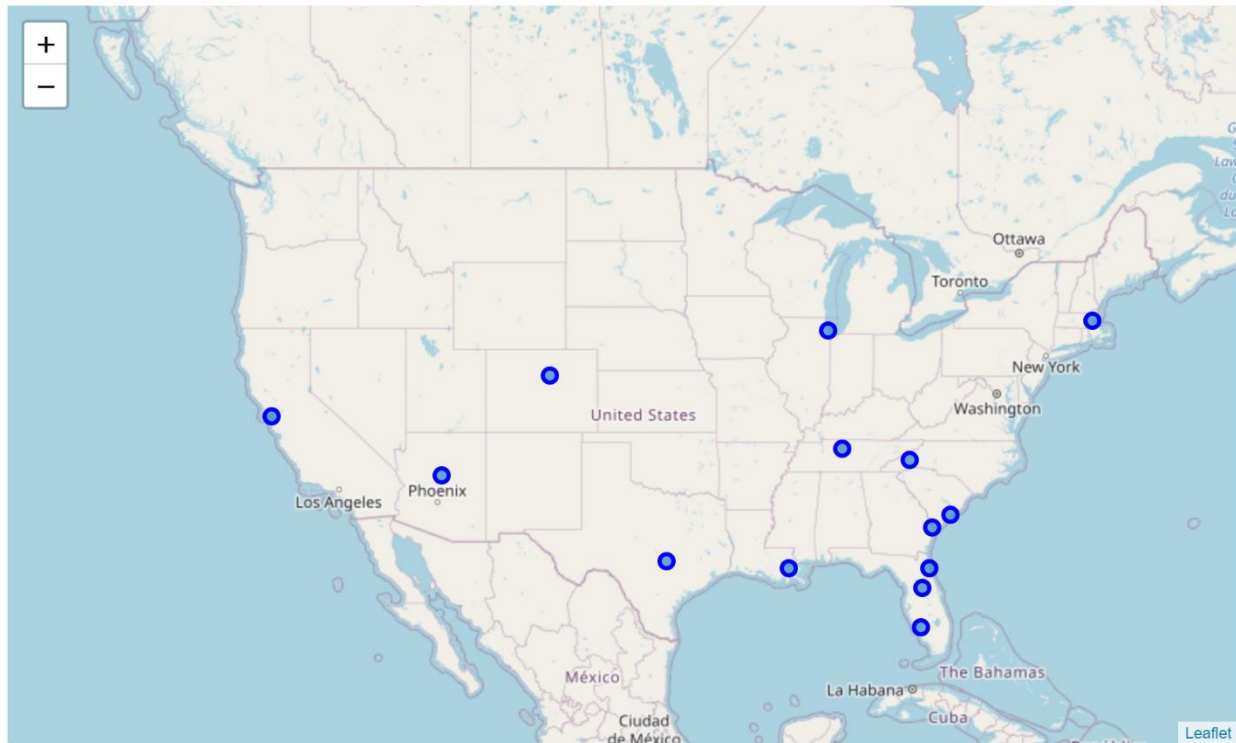 +
−
Ottawa
Toronto
New York
Washington
United States
Los Angeles
Phoenix
México
The Bahamas
La Habana
Cuba
Ciudad
de México
Leaflet